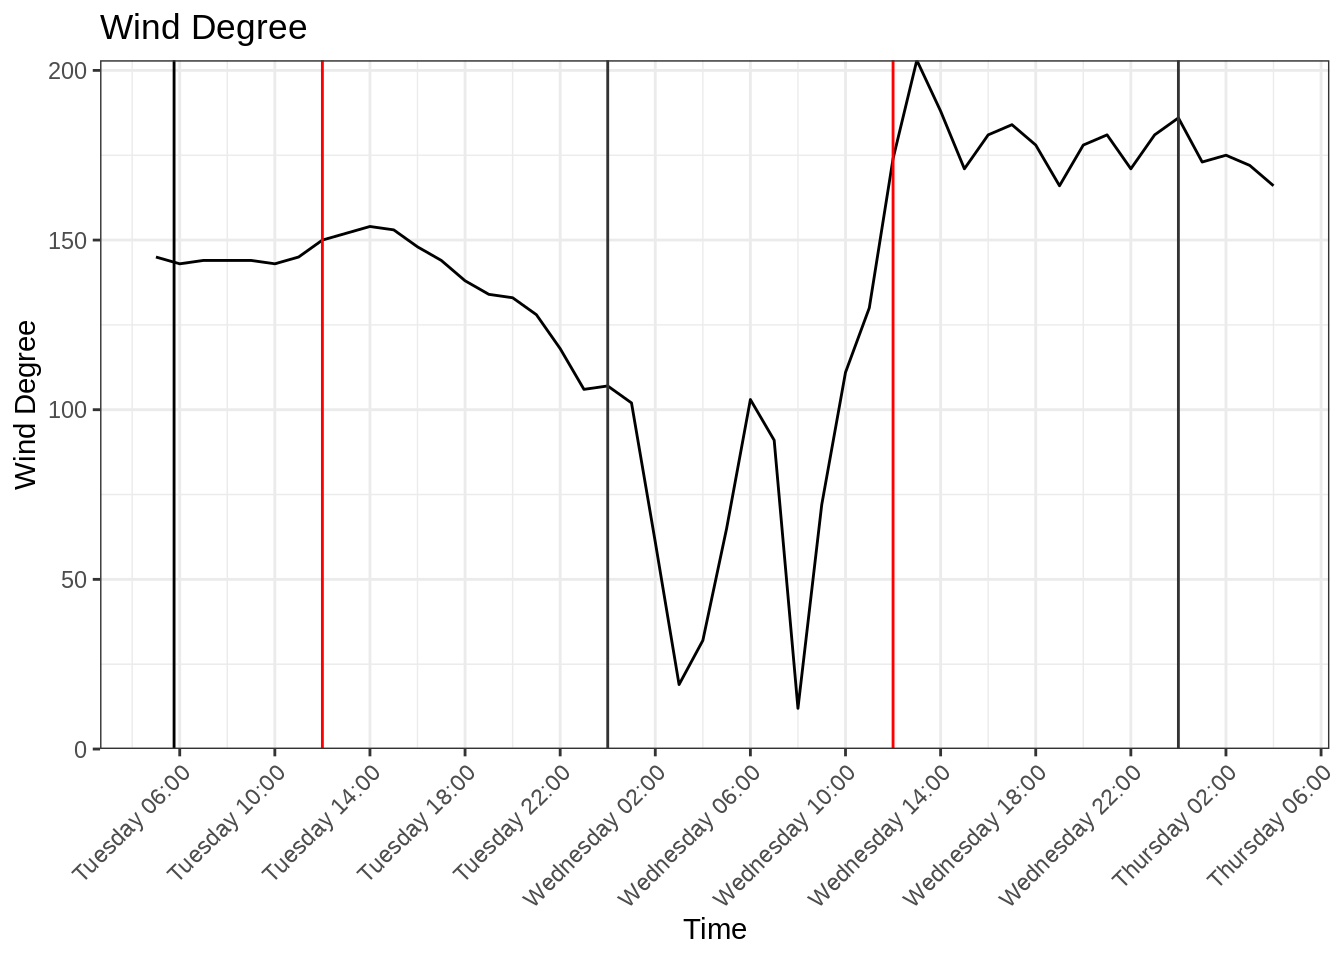 Wind Degree
Wind Degree
200
150
100
50
0
Tuesday 06:00
Tuesday 10:00
Tuesday 14:00
Tuesday 18:00
Tuesday 22:00
Wednesday 02:00
Wednesday 06:00
Wednesday 10:00
Wednesday 14:00
Wednesday 18:00
Wednesday 22:00
Thursday 02:00
Thursday 06:00
Time